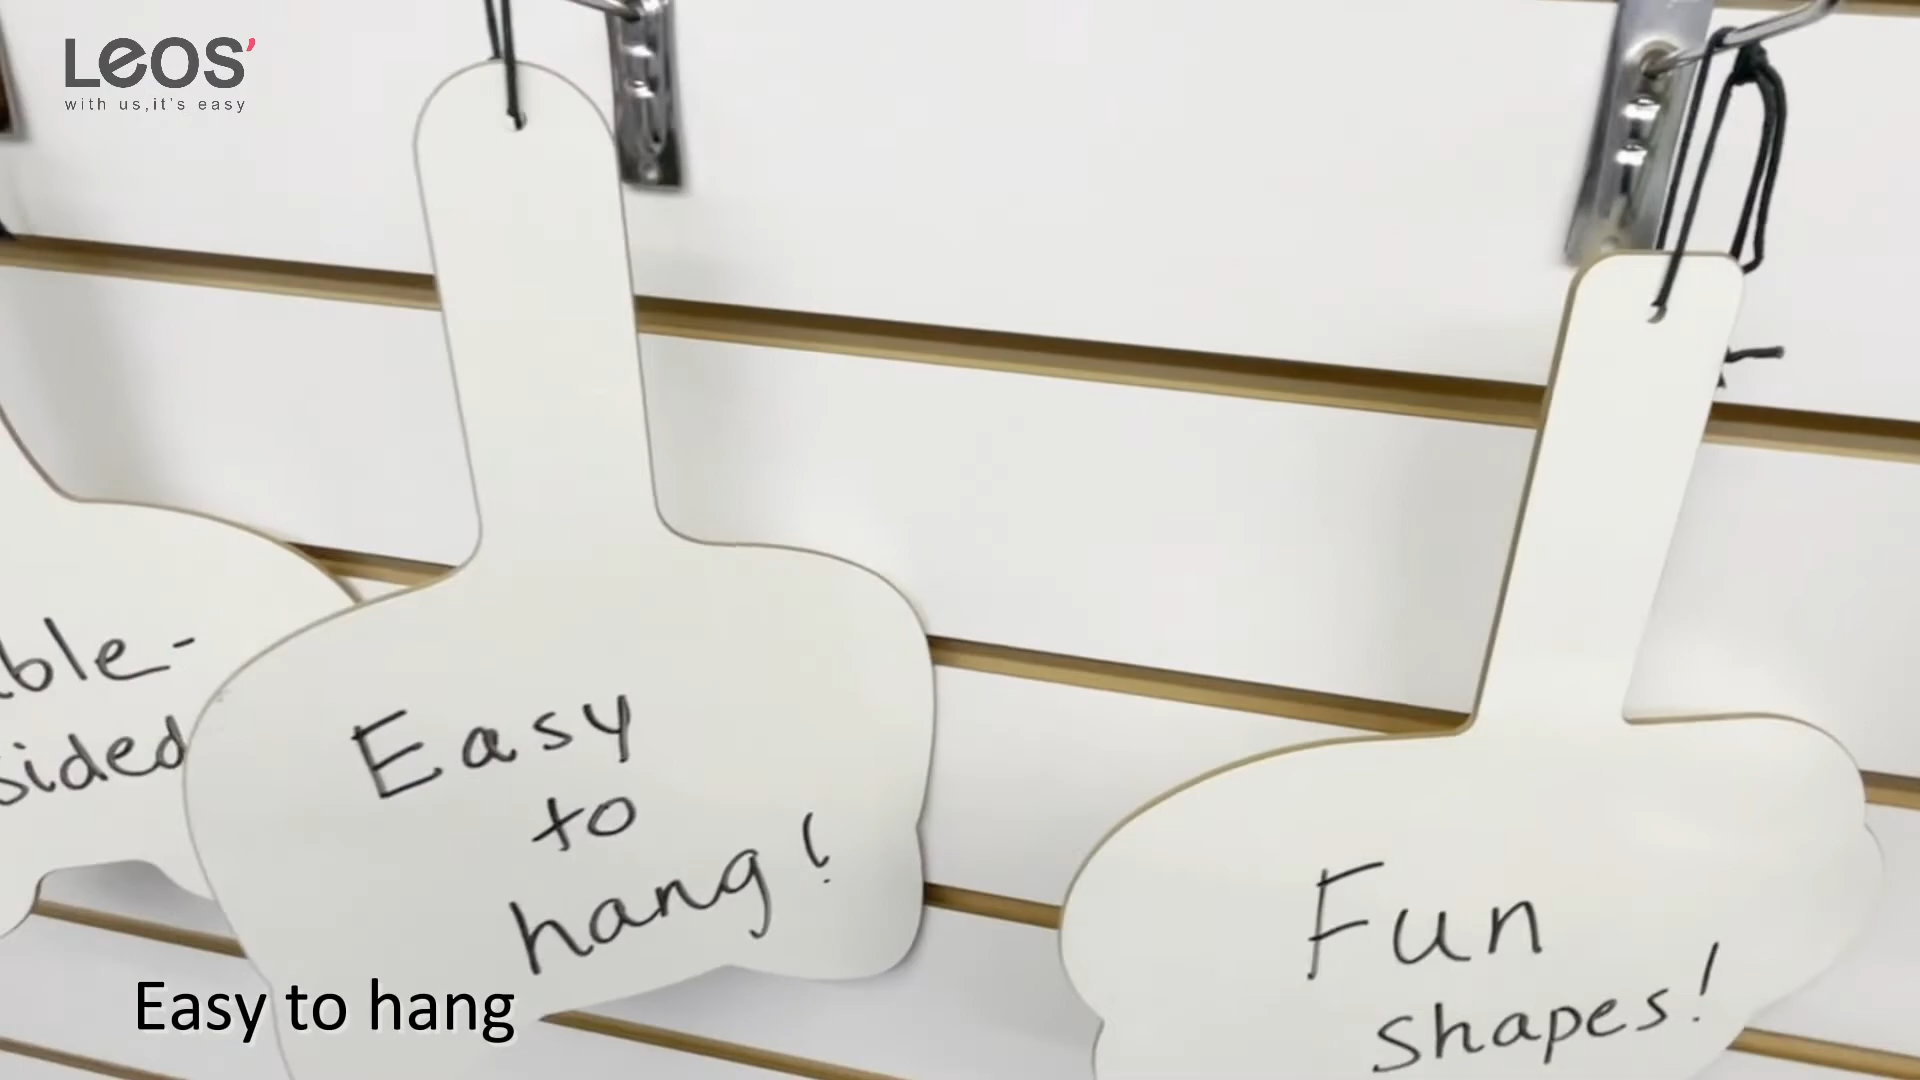 LeOS'
with us,it's easy
ble-
sided
Easy
to
hang!
Fun
shapes!
Easy to hang